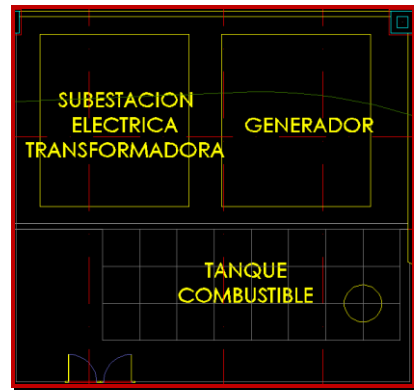 SUBESTACION
ELECTRICA
TRANSFORMADORA
GENERADOR
TANQUE
COMBUSTIBLE